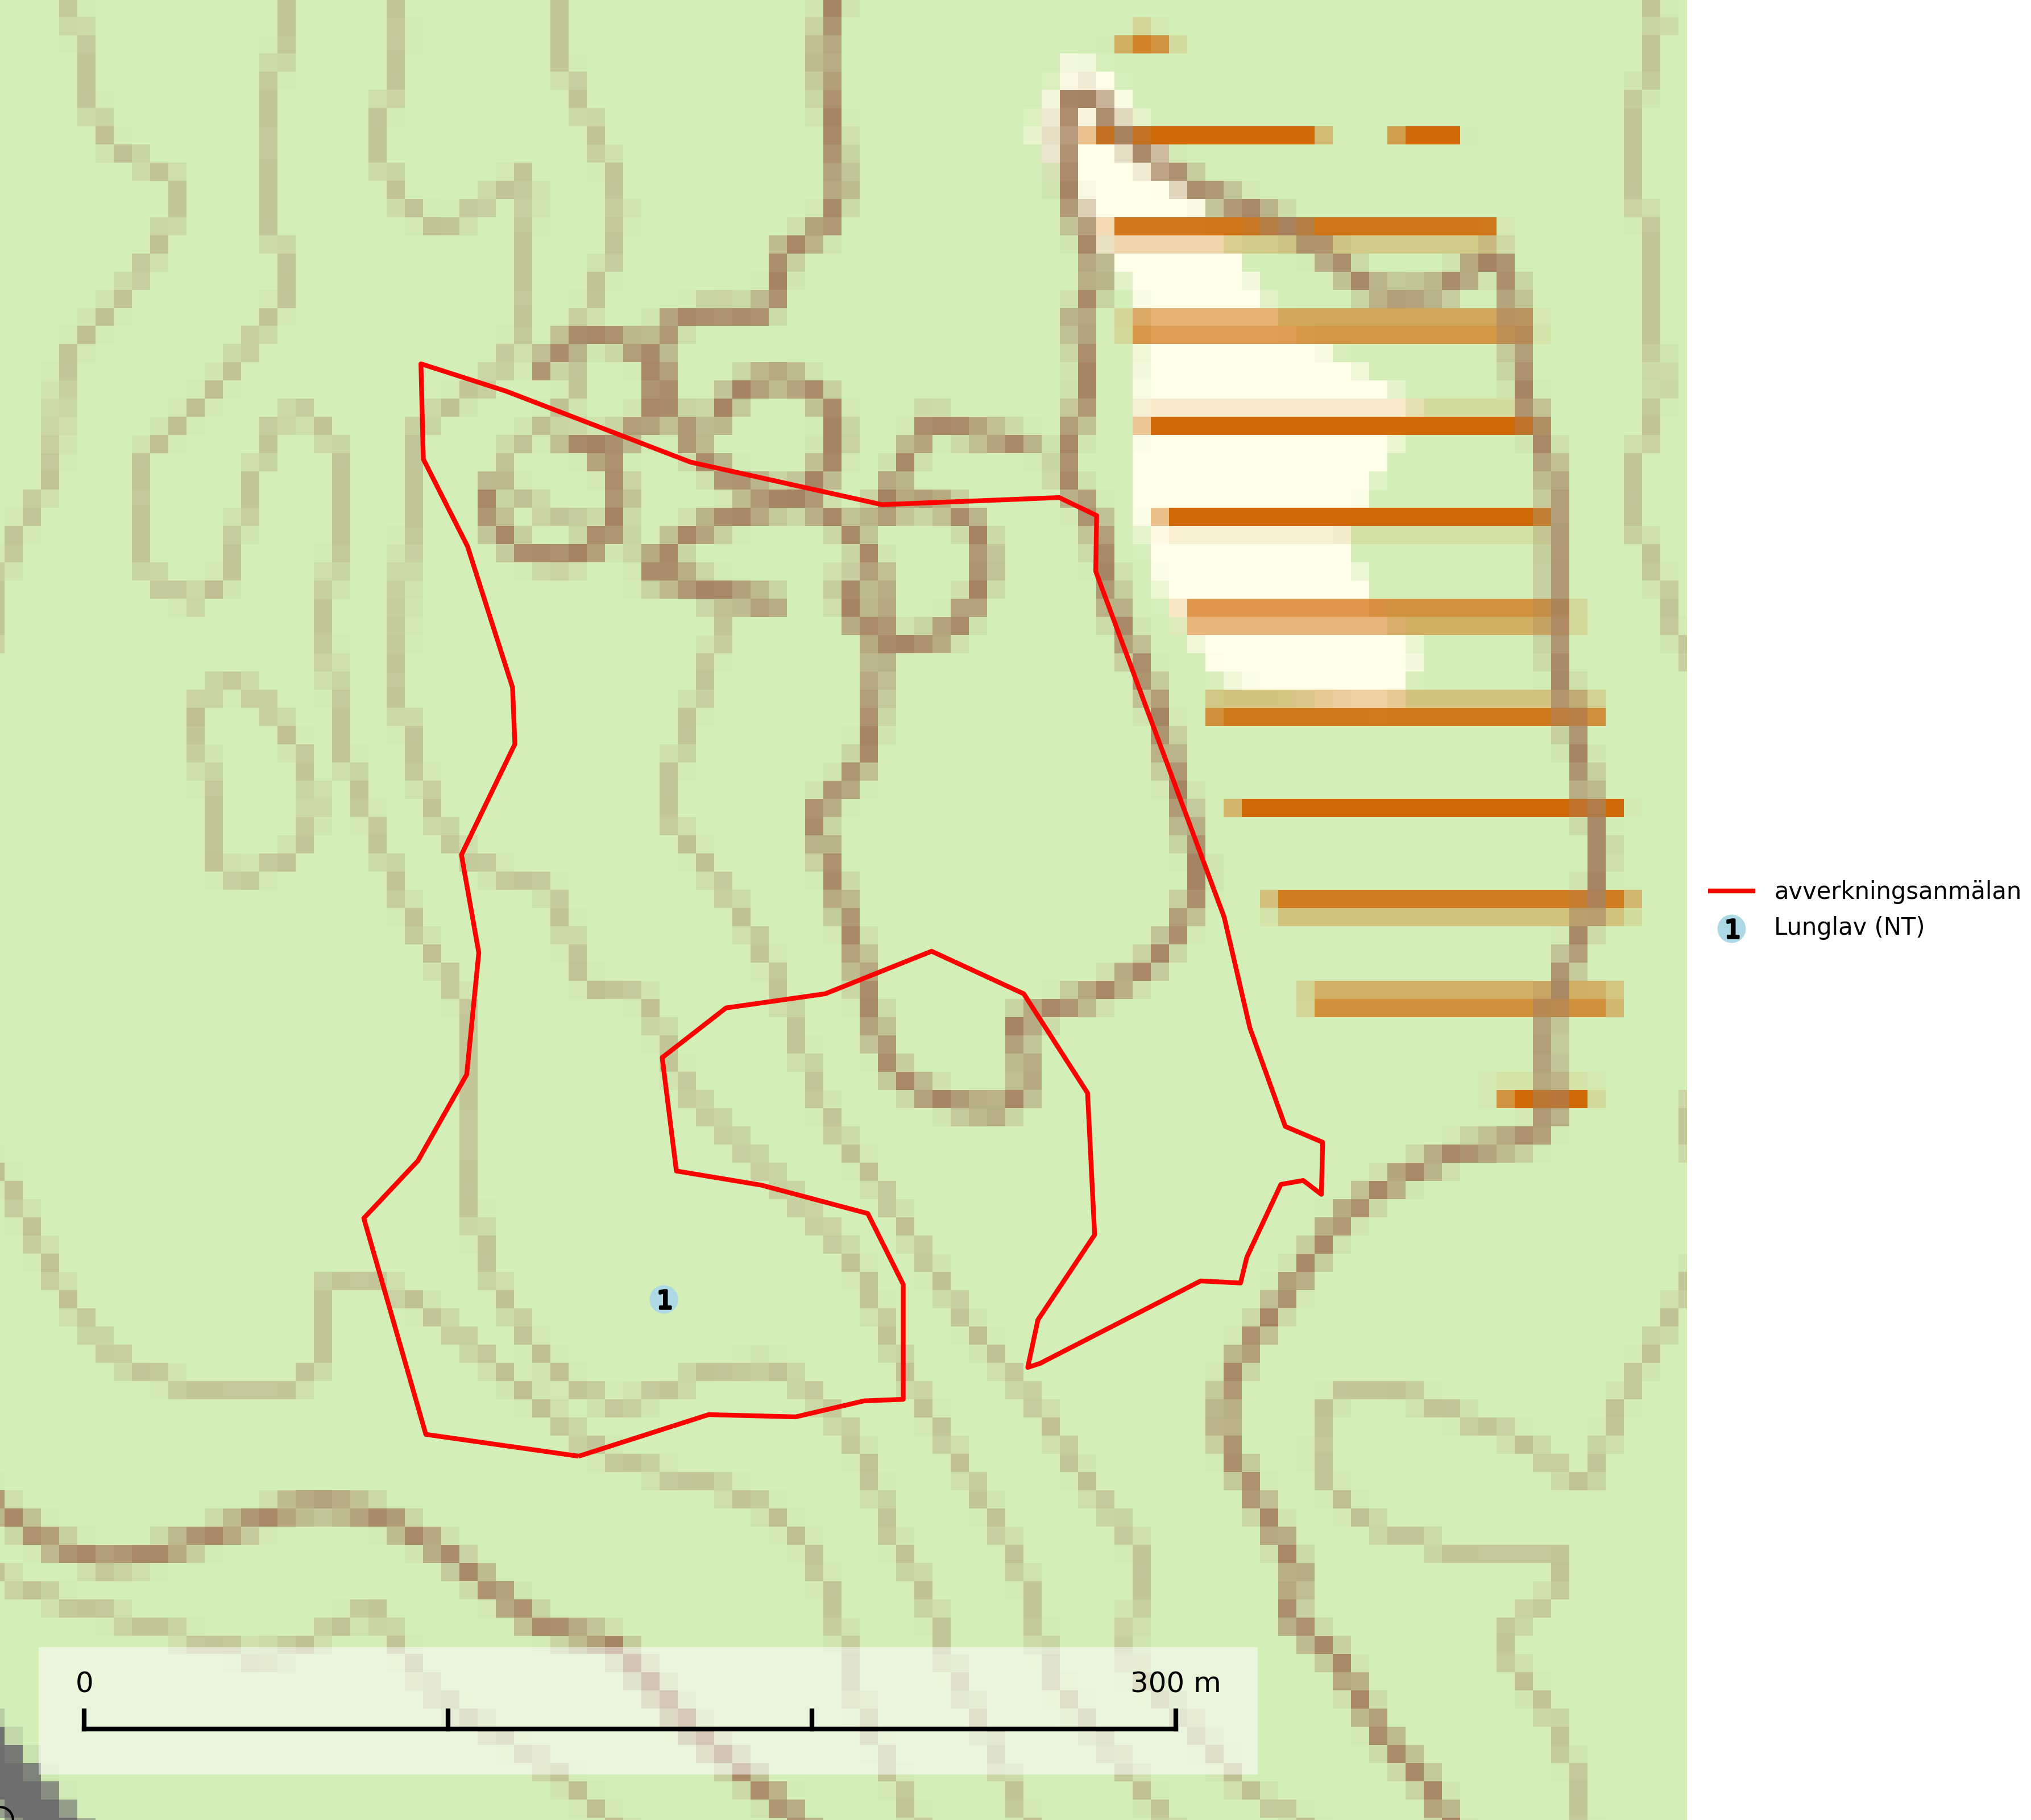 avverkningsanmälan
1 Lunglav (NT)
1
0 300 m